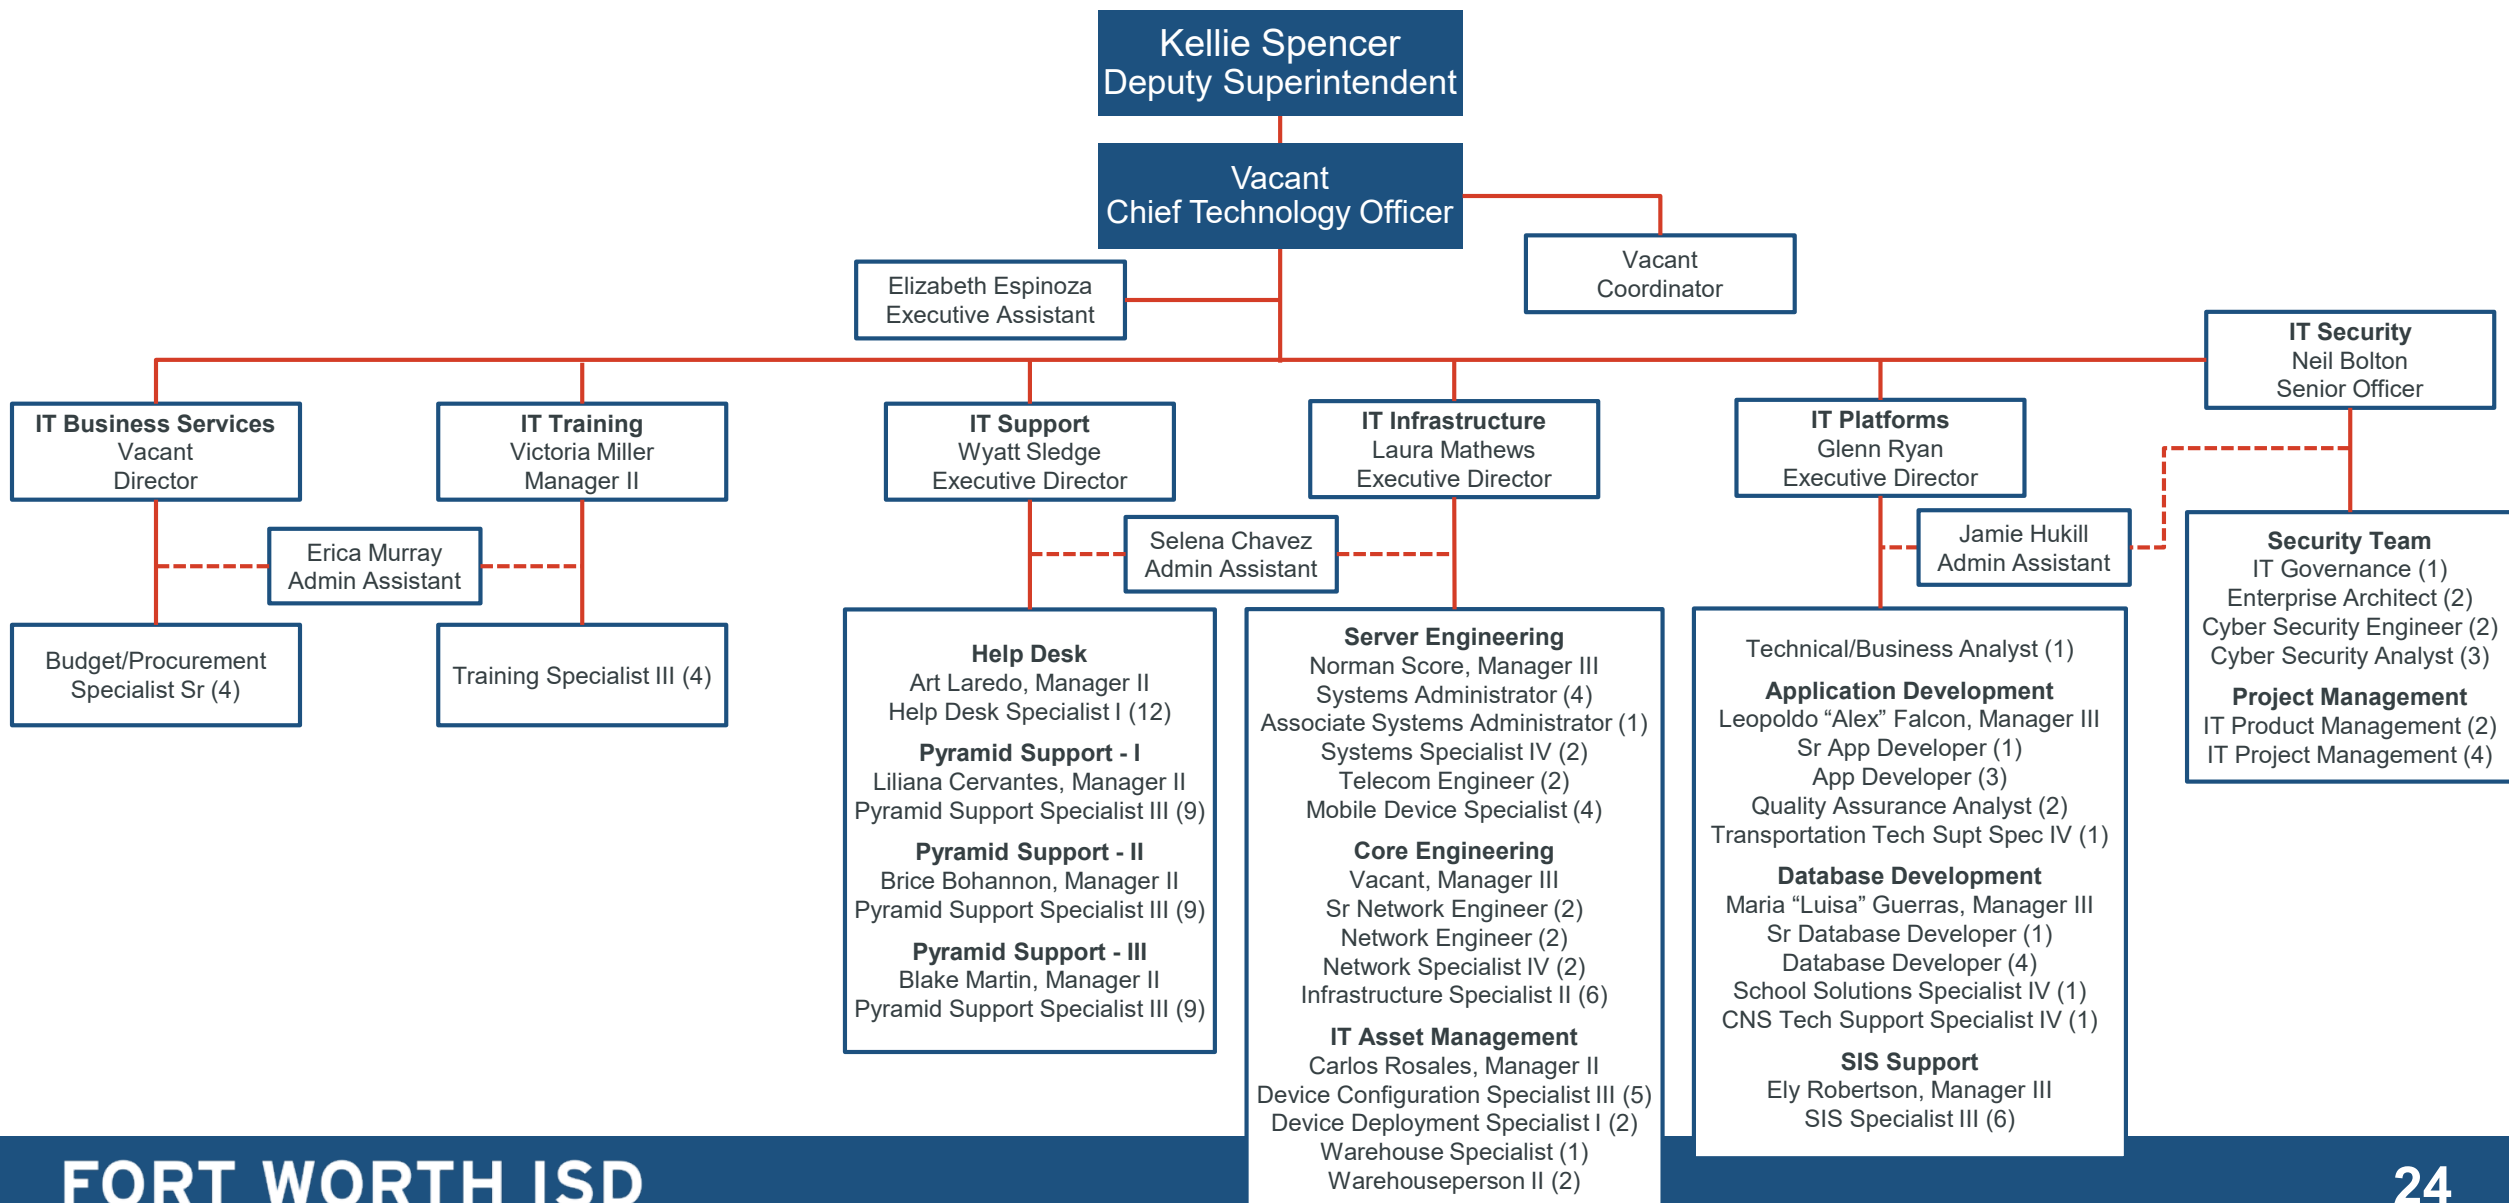 Kellie Spencer
Deputy Superintendent
Vacant
Chief Technology Officer
Elizabeth Espinoza
Executive Assistant
Vacant
Coordinator
IT Security
Neil Bolton
Senior Officer
IT Business Services
Vacant
Director
IT Training
Victoria Miller
Manager II
IT Support
Wyatt Sledge
Executive Director
IT Infrastructure
Laura Mathews
Executive Director
IT Platforms
Glenn Ryan
Executive Director
Erica Murray
Admin Assistant
Selena Chavez
Admin Assistant
Jamie Hukill
Admin Assistant
Budget/Procurement
Specialist Sr (4)
Training Specialist III (4)
Help Desk
Art Laredo, Manager II
Help Desk Specialist I (12)
Pyramid Support - I
Liliana Cervantes, Manager II
Pyramid Support Specialist III (9)
Pyramid Support - II
Brice Bohannon, Manager II
Pyramid Support Specialist III (9)
Pyramid Support - III
Blake Martin, Manager II
Pyramid Support Specialist III (9)
Server Engineering
Norman Score, Manager III
Systems Administrator (4)
Associate Systems Administrator (1)
Systems Specialist IV (2)
Telecom Engineer (2)
Mobile Device Specialist (4)
Core Engineering
Vacant, Manager III
Sr Network Engineer (2)
Network Engineer (2)
Network Specialist IV (2)
Infrastructure Specialist II (6)
IT Asset Management
Carlos Rosales, Manager II
Device Configuration Specialist III (5)
Device Deployment Specialist I (2)
Warehouse Specialist (1)
Warehouseperson II (2)
Technical/Business Analyst (1)
Application Development
Leopoldo “Alex” Falcon, Manager III
Sr App Developer (1)
App Developer (3)
Quality Assurance Analyst (2)
Transportation Tech Supt Spec IV (1)
Database Development
Maria “Luisa” Guerras, Manager III
Sr Database Developer (1)
Database Developer (4)
School Solutions Specialist IV (1)
CNS Tech Support Specialist IV (1)
SIS Support
Ely Robertson, Manager III
SIS Specialist III (6)
Security Team
IT Governance (1)
Enterprise Architect (2)
Cyber Security Engineer (2)
Cyber Security Analyst (3)
Project Management
IT Product Management (2)
IT Project Management (4)
FORT WORTH ISD
24